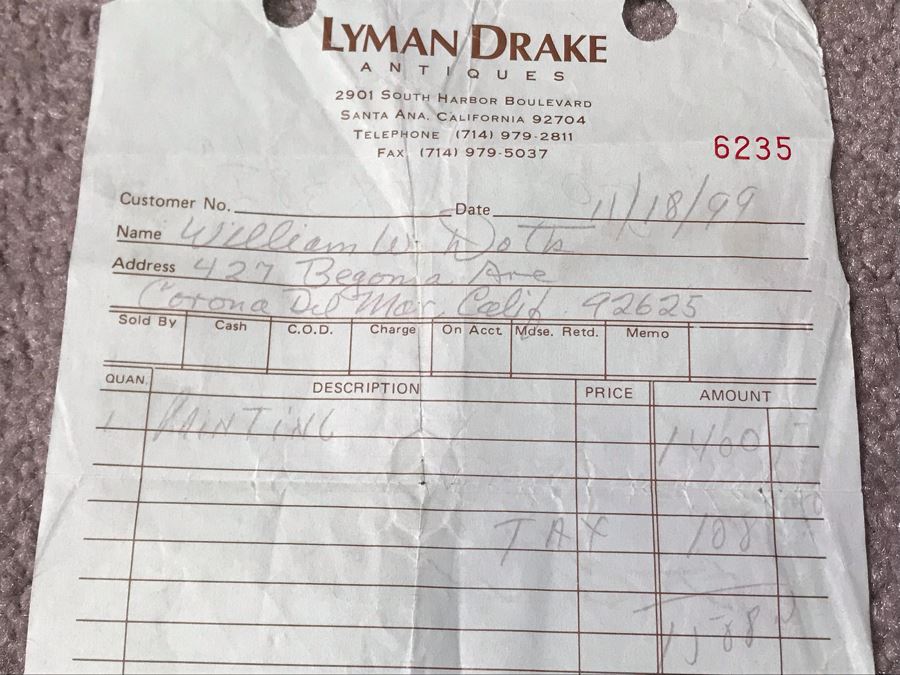 LYMAN DRAKE
ANTIQUES
2901 SOUTH HARBOR BOULEVARD
SANTA ANA, CALIFORNIA 92704
TELEPHONE (714) 979-2811
FAX (714) 979-5037
6235
Customer No. Date 11/18/99
Name William W.
Address 427 Begonia Ave
Corona Del Mar, Calif. 92625
Sold By Cash C.O.D. Charge On Acct. Mdse. Retd. Memo
QUAN. DESCRIPTION PRICE AMOUNT
1 PAINTING 1400
TAX 108